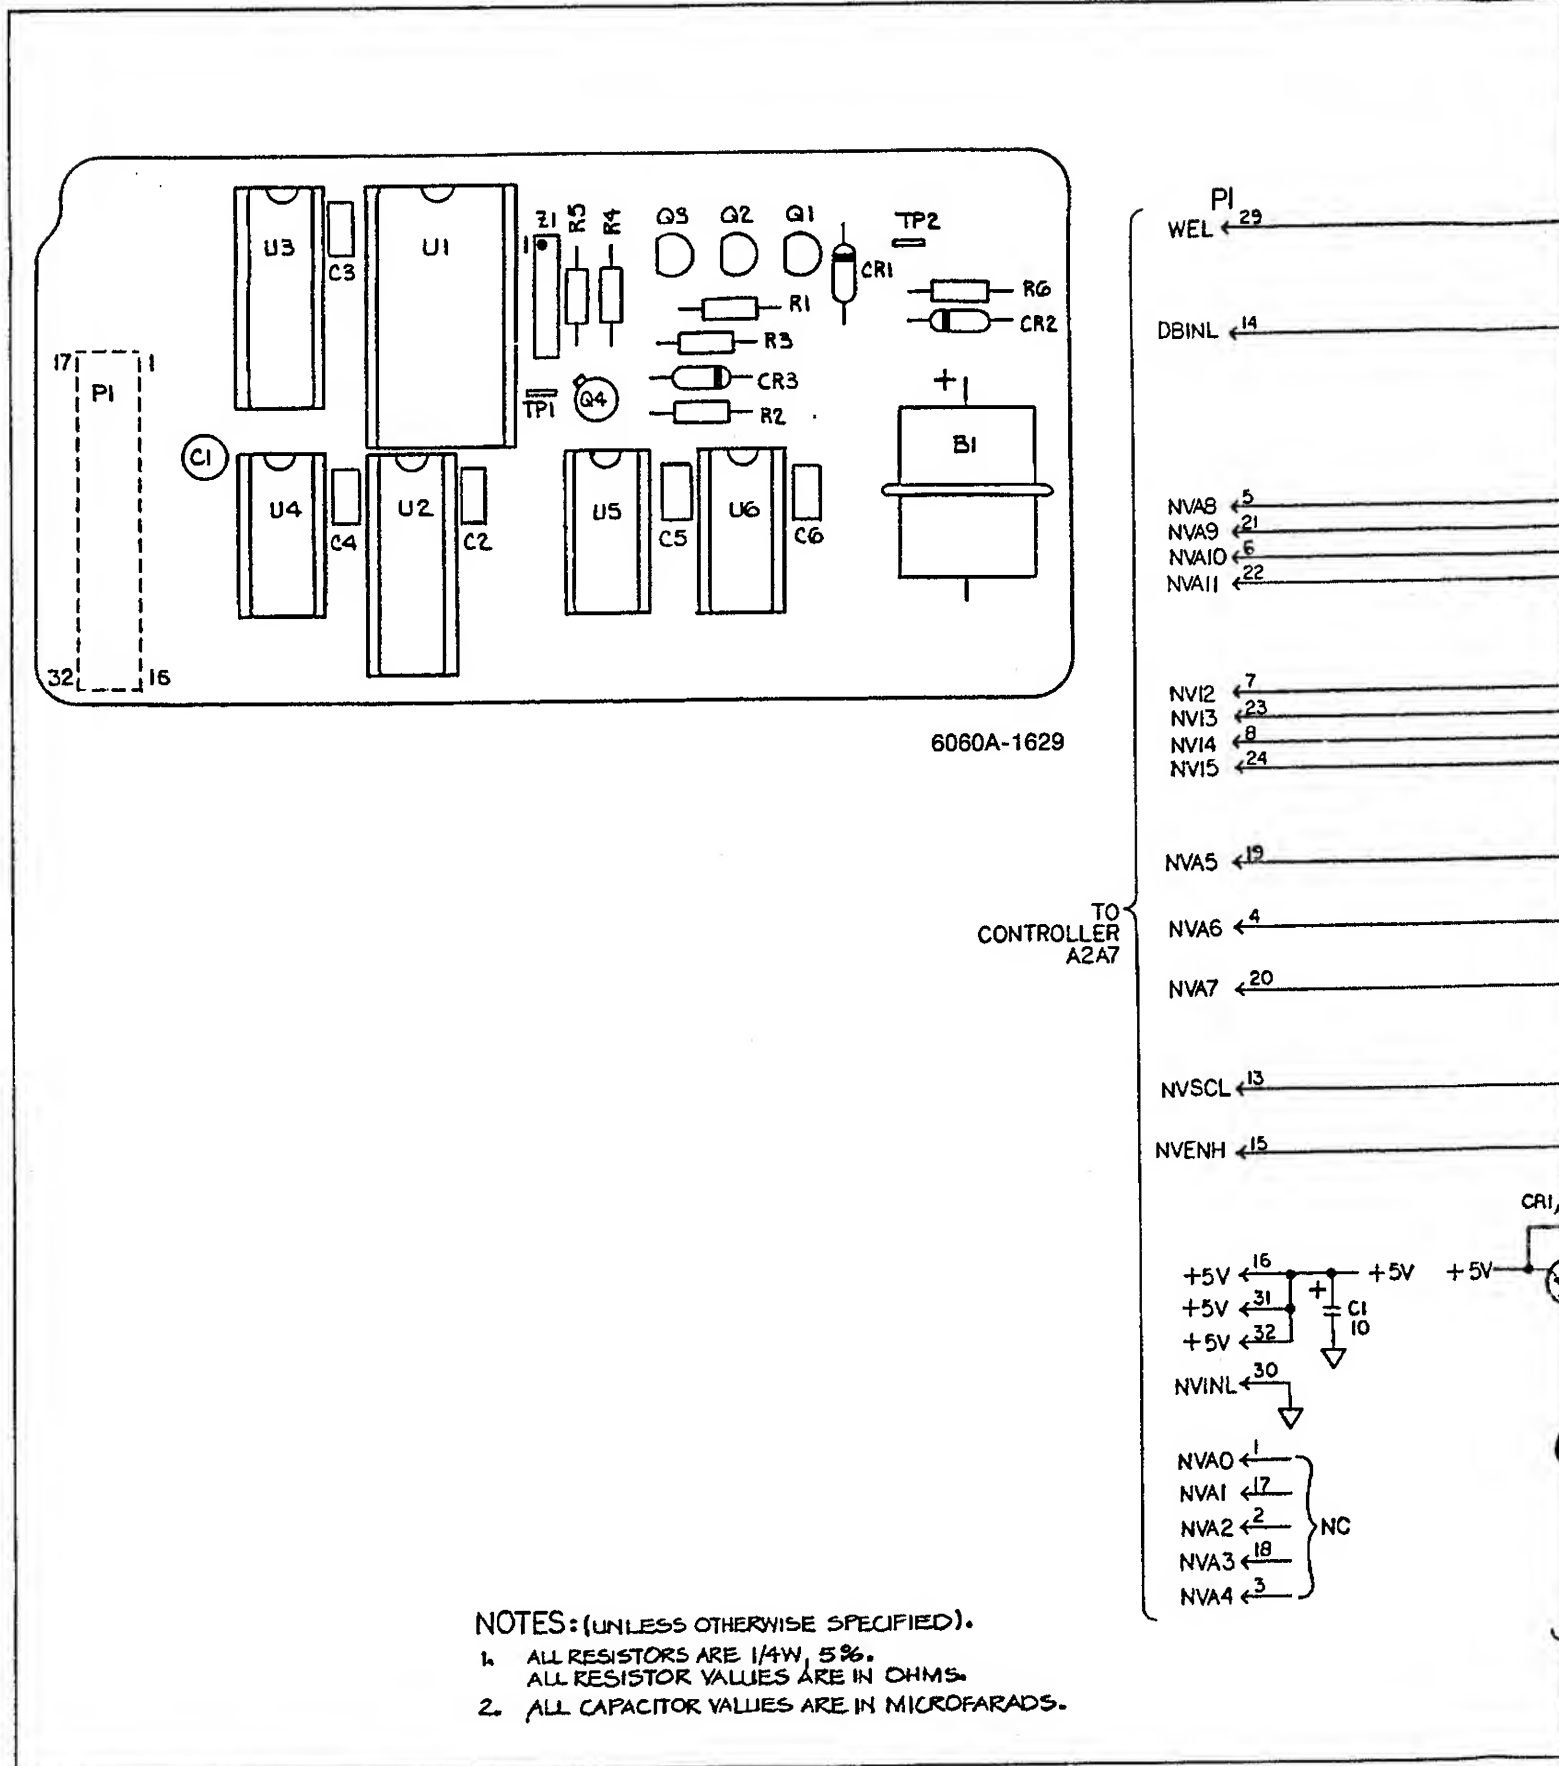 U3
C3
U1
Z1
1
R5
R4
Q3
Q2
Q1
CR1
TP2
R1
R3
CR3
R2
R6
CR2
17
1
P1
32
16
C1
TP1
Q4
U4
C4
U2
C2
U5
C5
U6
C6
+
B1
6060A-1629
TO
CONTROLLER
A2A7
P1
WEL 29
DBINL 14
NVA8 5
NVA9 21
NVA10 6
NVA11 22
NV12 7
NV13 23
NV14 8
NV15 24
NVA5 19
NVA6 4
NVA7 20
NVSCL 13
NVENH 15
CR1,
+5V 16
+5V 31
+5V 32
+5V
+
C1
10
+5V
NVINL 30
NVA0 1
NVA1 17
NVA2 2
NVA3 18
NVA4 3
NC
NOTES: (UNLESS OTHERWISE SPECIFIED).
1. ALL RESISTORS ARE 1/4W, 5%.
ALL RESISTOR VALUES ARE IN OHMS.
2. ALL CAPACITOR VALUES ARE IN MICROFARADS.